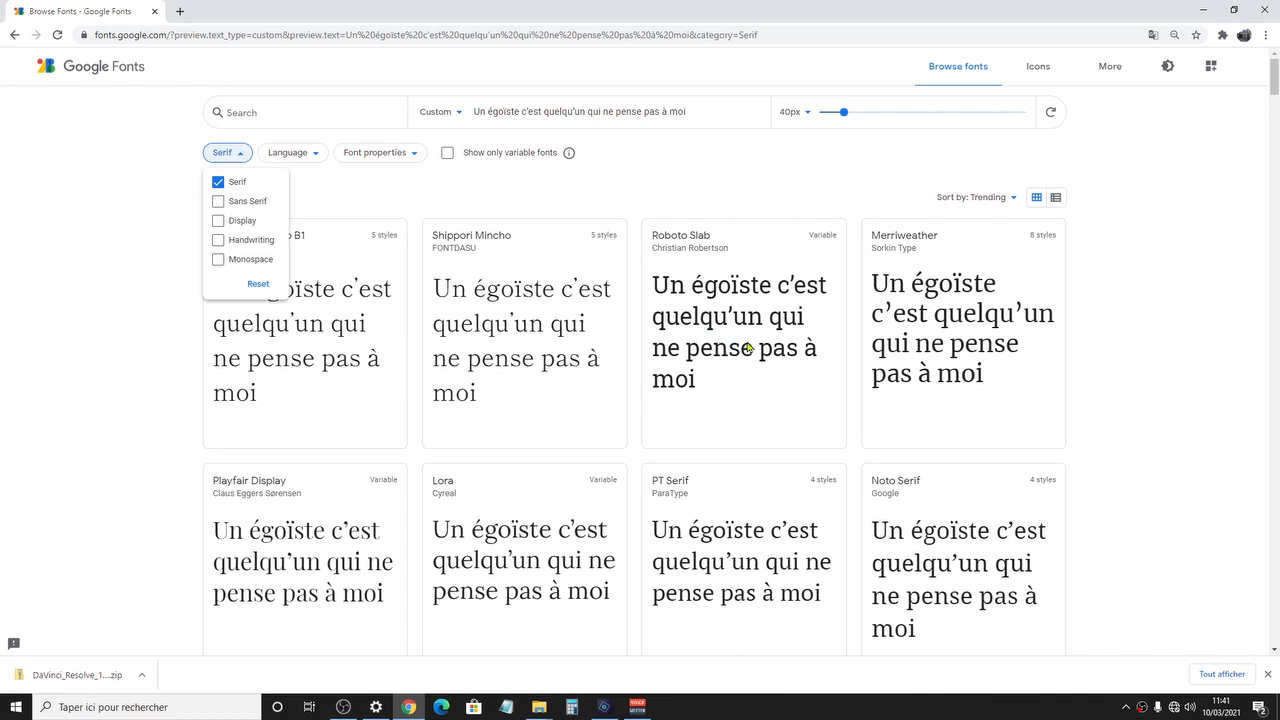 Browse Fonts - Google Fonts
fonts.google.com/?preview.text_type=custom&preview.text=Un%20égoïste%20c'est%20quelqu'un%20qui%20ne%20pense%20pas%20à%20moi&category=Serif
Google Fonts
Browse fonts
Icons
More
Search
Custom
Un égoïste c'est quelqu'un qui ne pense pas à moi
40px
Serif
Language
Font properties
Show only variable fonts
Serif
Sans Serif
Display
Handwriting
Monospace
Reset
Sort by: Trending
B1
5 styles
c'est
quelqu'un qui
ne pense pas à
moi
Shippori Mincho
5 styles
FONTDASU
Un égoïste c'est
quelqu'un qui
ne pense pas à
moi
Roboto Slab
Variable
Christian Robertson
Un égoïste c'est
quelqu'un qui
ne pense pas à
moi
Merriweather
8 styles
Sorkin Type
Un égoïste
c'est quelqu'un
qui ne pense
pas à moi
Playfair Display
Variable
Claus Eggers Sørensen
Un égoïste c'est
quelqu'un qui ne
pense pas à moi
Lora
Variable
Cyreal
Un égoïste c'est
quelqu'un qui ne
pense pas à moi
PT Serif
4 styles
ParaType
Un égoïste c'est
quelqu'un qui ne
pense pas à moi
Noto Serif
4 styles
Google
Un égoïste c'est
quelqu'un qui
ne pense pas à
moi
DaVinci_Resolve_1....zip
Tout afficher
Taper ici pour rechercher
11:41
10/03/2021